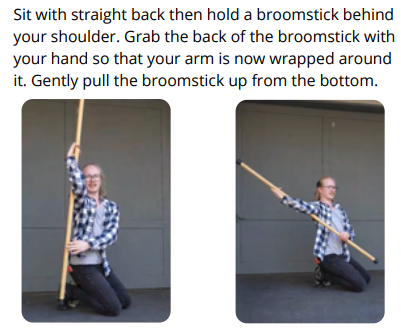 Sit with straight back then hold a broomstick behind
your shoulder. Grab the back of the broomstick with
your hand so that your arm is now wrapped around
it. Gently pull the broomstick up from the bottom.